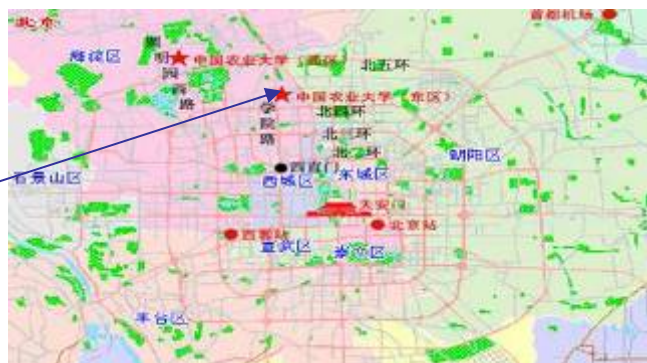 北京
首都机场
海淀区
圆明园西路
中国农业大学（西区）
北五环
中国农业大学（东区）
学院路
北四环
北三环
北二环
朝阳区
西直门
石景山区
西城区
东城区
天安门
北京站
西客站
宣武区
崇文区
丰台区